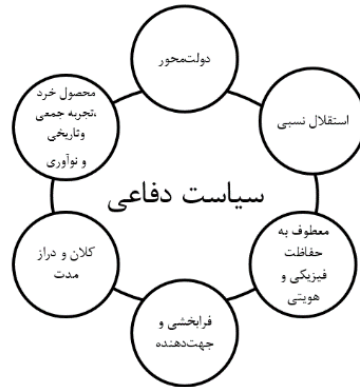 دولت‌محور
استقلال نسبی
معطوف به
حفاظت
فیزیکی و
هویتی
فرابخشی و
جهت‌دهنده
کلان و دراز
مدت
محصول خرد
،تجربه جمعی
وتاریخی
و نوآوری
سیاست دفاعی